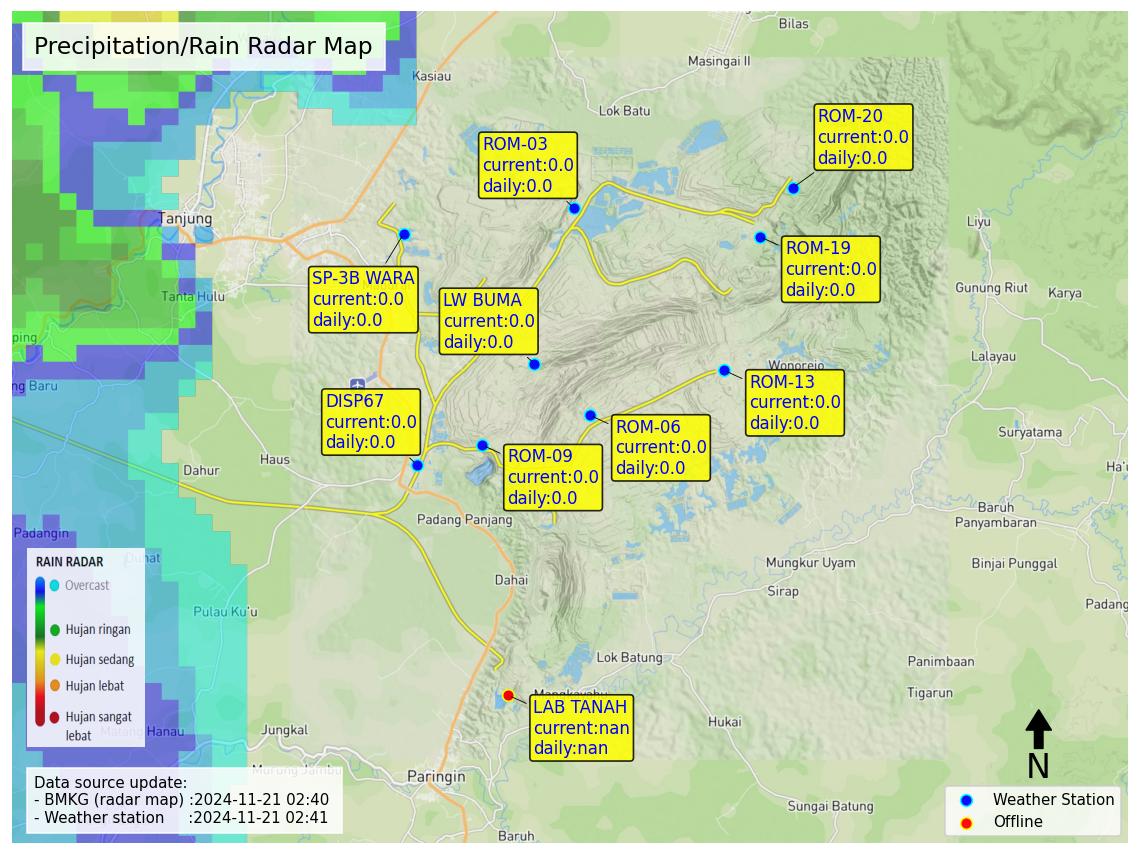 Precipitation/Rain Radar Map
Bilas
Masingai II
Kasiau
Lok Batu
ROM-20
current:0.0
daily:0.0
ROM-03
current:0.0
daily:0.0
Tanjung
Liyu
ROM-19
current:0.0
daily:0.0
SP-3B WARA
current:0.0
daily:0.0
LW BUMA
current:0.0
daily:0.0
Tanta Hulu
Gunung Riut
Karya
ping
Lalayau
Wonorejo
ng Baru
ROM-13
current:0.0
daily:0.0
DISP67
current:0.0
daily:0.0
ROM-06
current:0.0
daily:0.0
Suryatama
ROM-09
current:0.0
daily:0.0
Haus
Dahur
Ha'u
Baruh
Panyambaran
Padang Panjang
Padangin
Mungkur Uyam
Binjai Punggal
Dahai
Sirap
Padang
Pulau Ku'u
RAIN RADAR
Overcast
Hujan ringan
Hujan sedang
Hujan lebat
Hujan sangat
lebat
Lok Batung
Panimbaan
Tigarun
LAB TANAH
current:nan
daily:nan
Hukai
Jungkal
Manau
Paringin
Sungai Batung
Baruh
Data source update:
- BMKG (radar map) :2024-11-21 02:40
- Weather station :2024-11-21 02:41
N
Weather Station
Offline